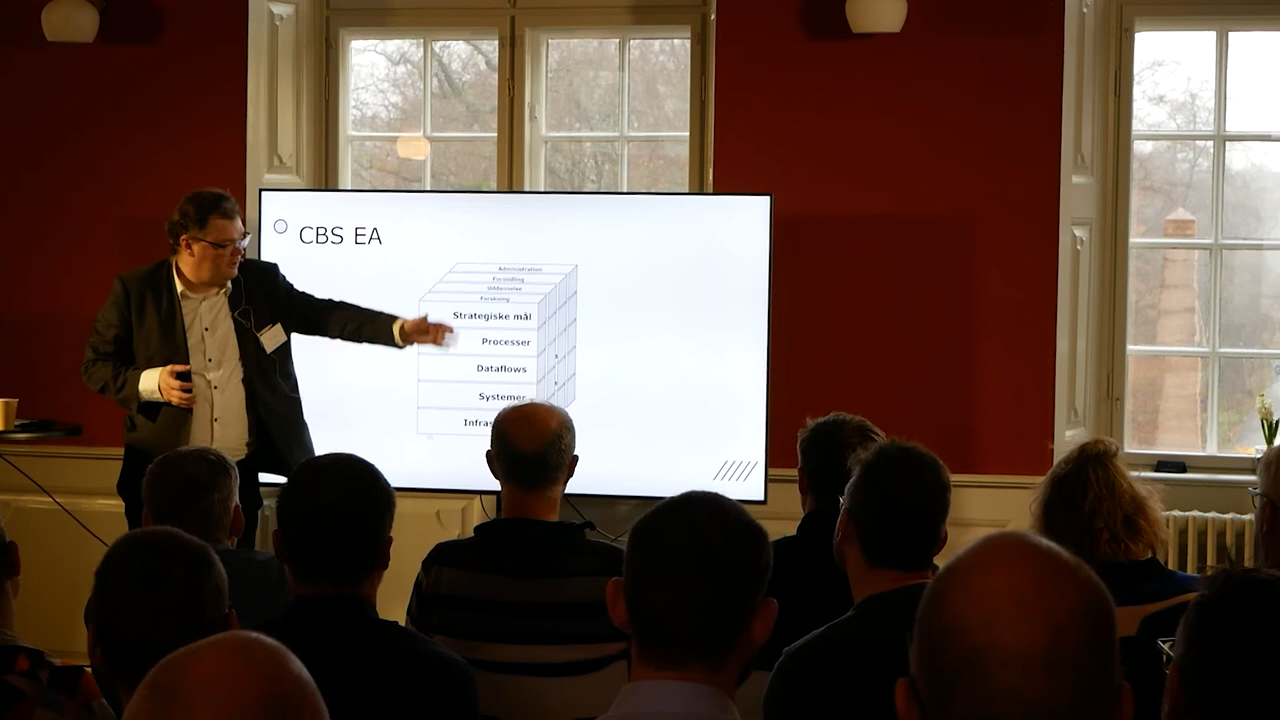 CBS EA
Administration
Formidling
Uddannelse
Forskning
Strategiske mål
Processer
Dataflows
Systemer